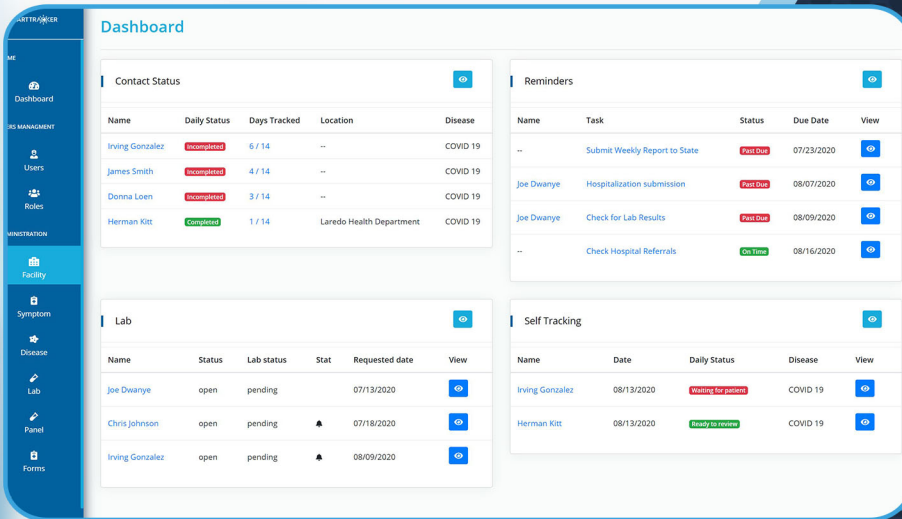 ARTTRACKER
Dashboard
ME
Dashboard
ERS MANAGMENT
Users
Roles
MINISTRATION
Facility
Symptom
Disease
Lab
Panel
Forms
Contact Status
Name Daily Status Days Tracked Location Disease
Irving Gonzalez Incompleted 6 / 14 -- COVID 19
James Smith Incompleted 4 / 14 -- COVID 19
Donna Loen Incompleted 3 / 14 -- COVID 19
Herman Kitt Completed 1 / 14 Laredo Health Department COVID 19
Reminders
Name Task Status Due Date View
-- Submit Weekly Report to State Past Due 07/23/2020
Joe Dwanye Hospitalization submission Past Due 08/07/2020
Joe Dwanye Check for Lab Results Past Due 08/09/2020
-- Check Hospital Referrals On Time 08/16/2020
Lab
Name Status Lab status Stat Requested date View
Joe Dwanye open pending 07/13/2020
Chris Johnson open pending 07/18/2020
Irving Gonzalez open pending 08/09/2020
Self Tracking
Name Date Daily Status Disease View
Irving Gonzalez 08/13/2020 Waiting for patient COVID 19
Herman Kitt 08/13/2020 Ready to review COVID 19